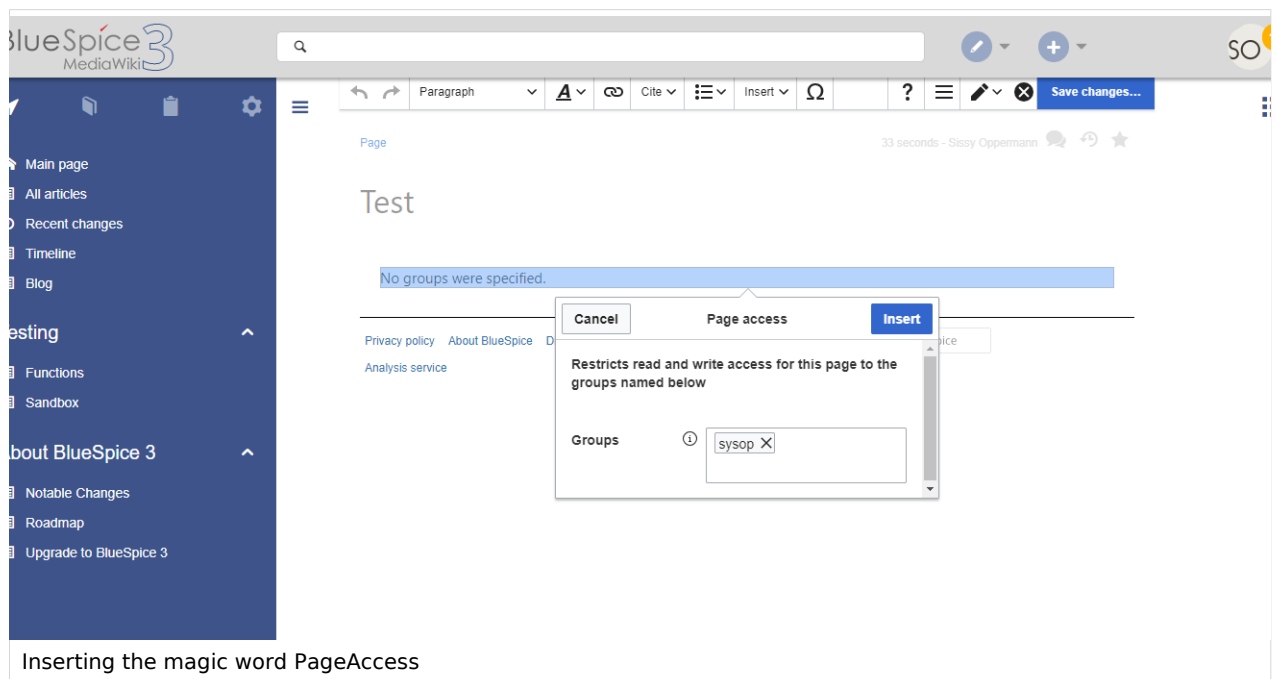 BlueSpice 3
MediaWiki
SO
Paragraph
A
Cite
Insert
Ω
?
Save changes...
Page
33 seconds - Sissy Oppermann
Main page
All articles
Recent changes
Timeline
Blog
esting
Functions
Sandbox
bout BlueSpice 3
Notable Changes
Roadmap
Upgrade to BlueSpice 3
Test
No groups were specified.
Cancel
Page access
Insert
Privacy policy
About BlueSpice
D
Analysis service
Restricts read and write access for this page to the
groups named below
Groups
sysop
Inserting the magic word PageAccess